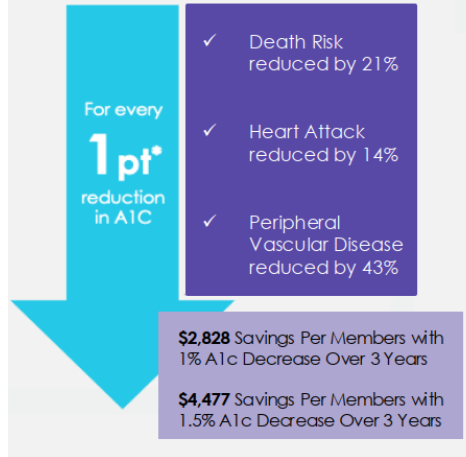 For every
1 pt*
reduction
in A1C
✓ Death Risk
reduced by 21%
✓ Heart Attack
reduced by 14%
✓ Peripheral
Vascular Disease
reduced by 43%
$2,828 Savings Per Members with
1% A1c Decrease Over 3 Years
$4,477 Savings Per Members with
1.5% A1c Decrease Over 3 Years